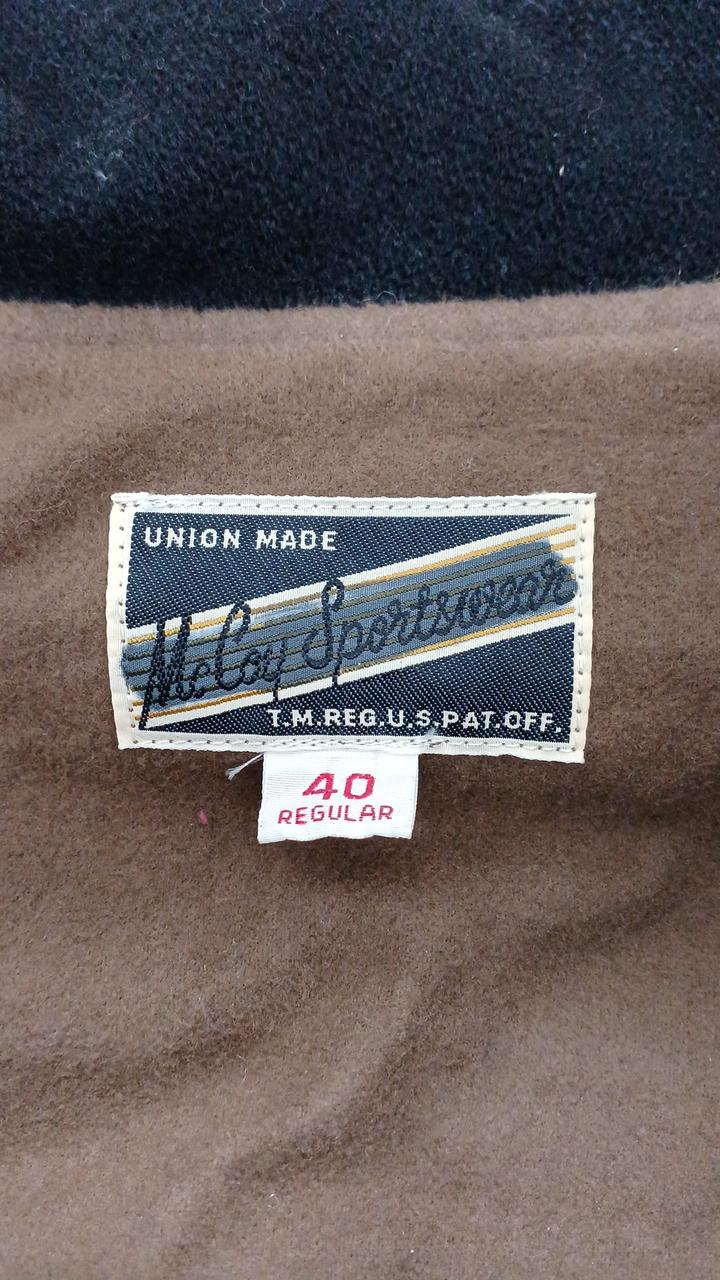 UNION MADE
McCoy Sportswear
T.M.REG.U.S.PAT.OFF.
40
REGULAR